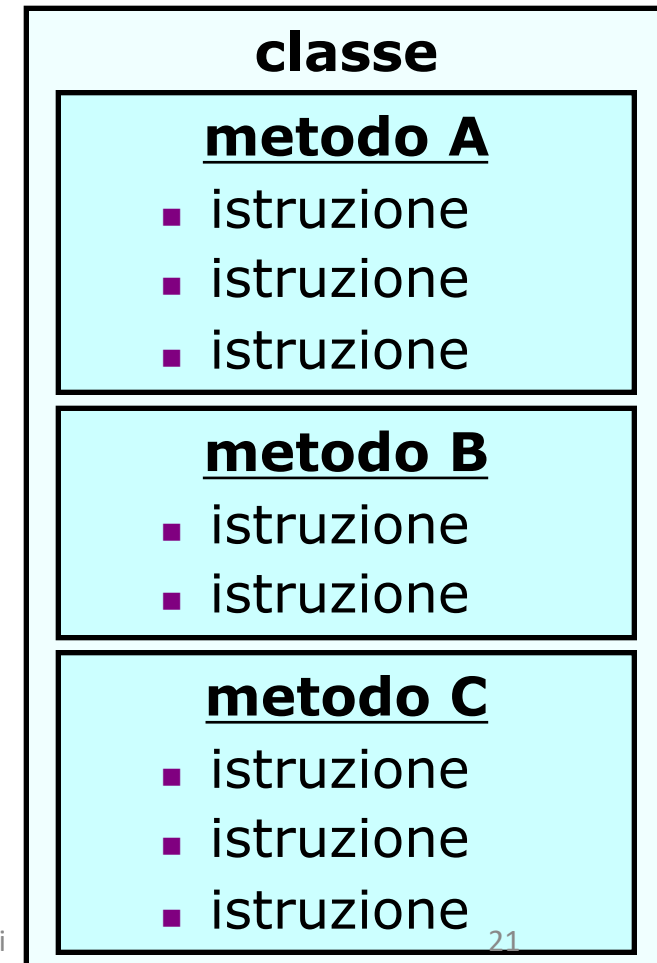 classe
metodo A
▪ istruzione
▪ istruzione
▪ istruzione
metodo B
▪ istruzione
▪ istruzione
metodo C
▪ istruzione
▪ istruzione
▪ istruzione
i
21